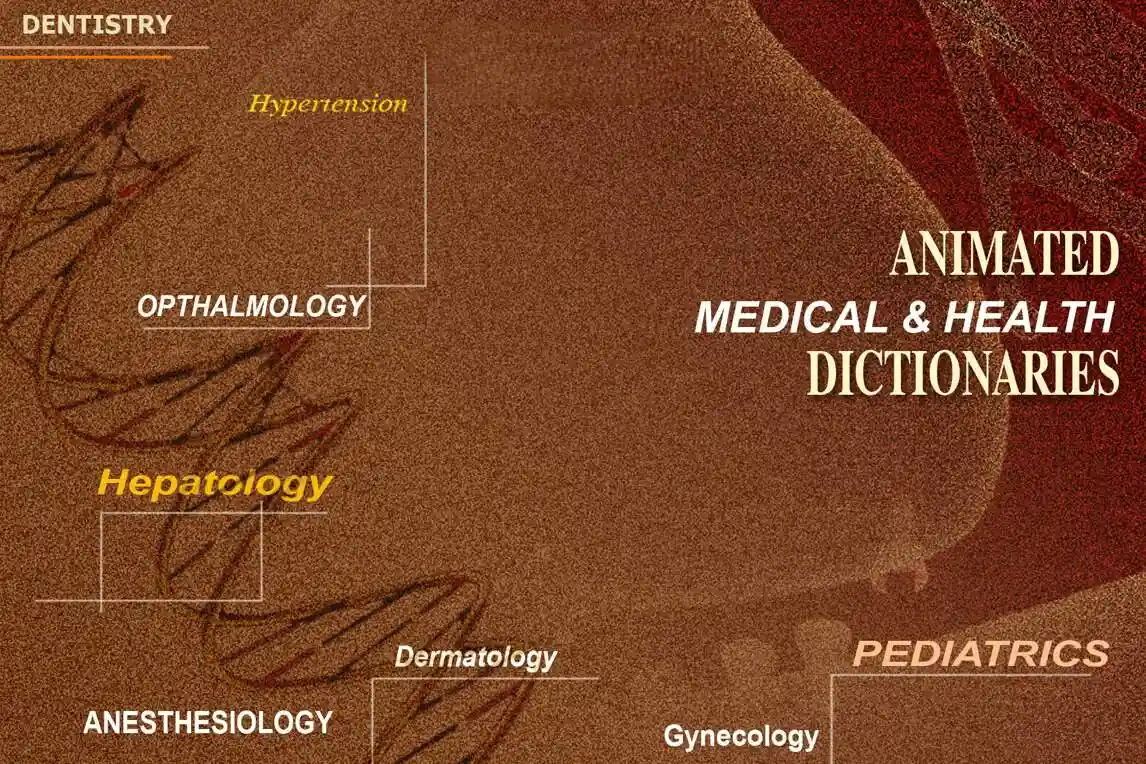 DENTISTRY
Hypertension
ANIMATED
OPTHALMOLOGY
MEDICAL & HEALTH
DICTIONARIES
Hepatology
Dermatology
PEDIATRICS
ANESTHESIOLOGY
Gynecology